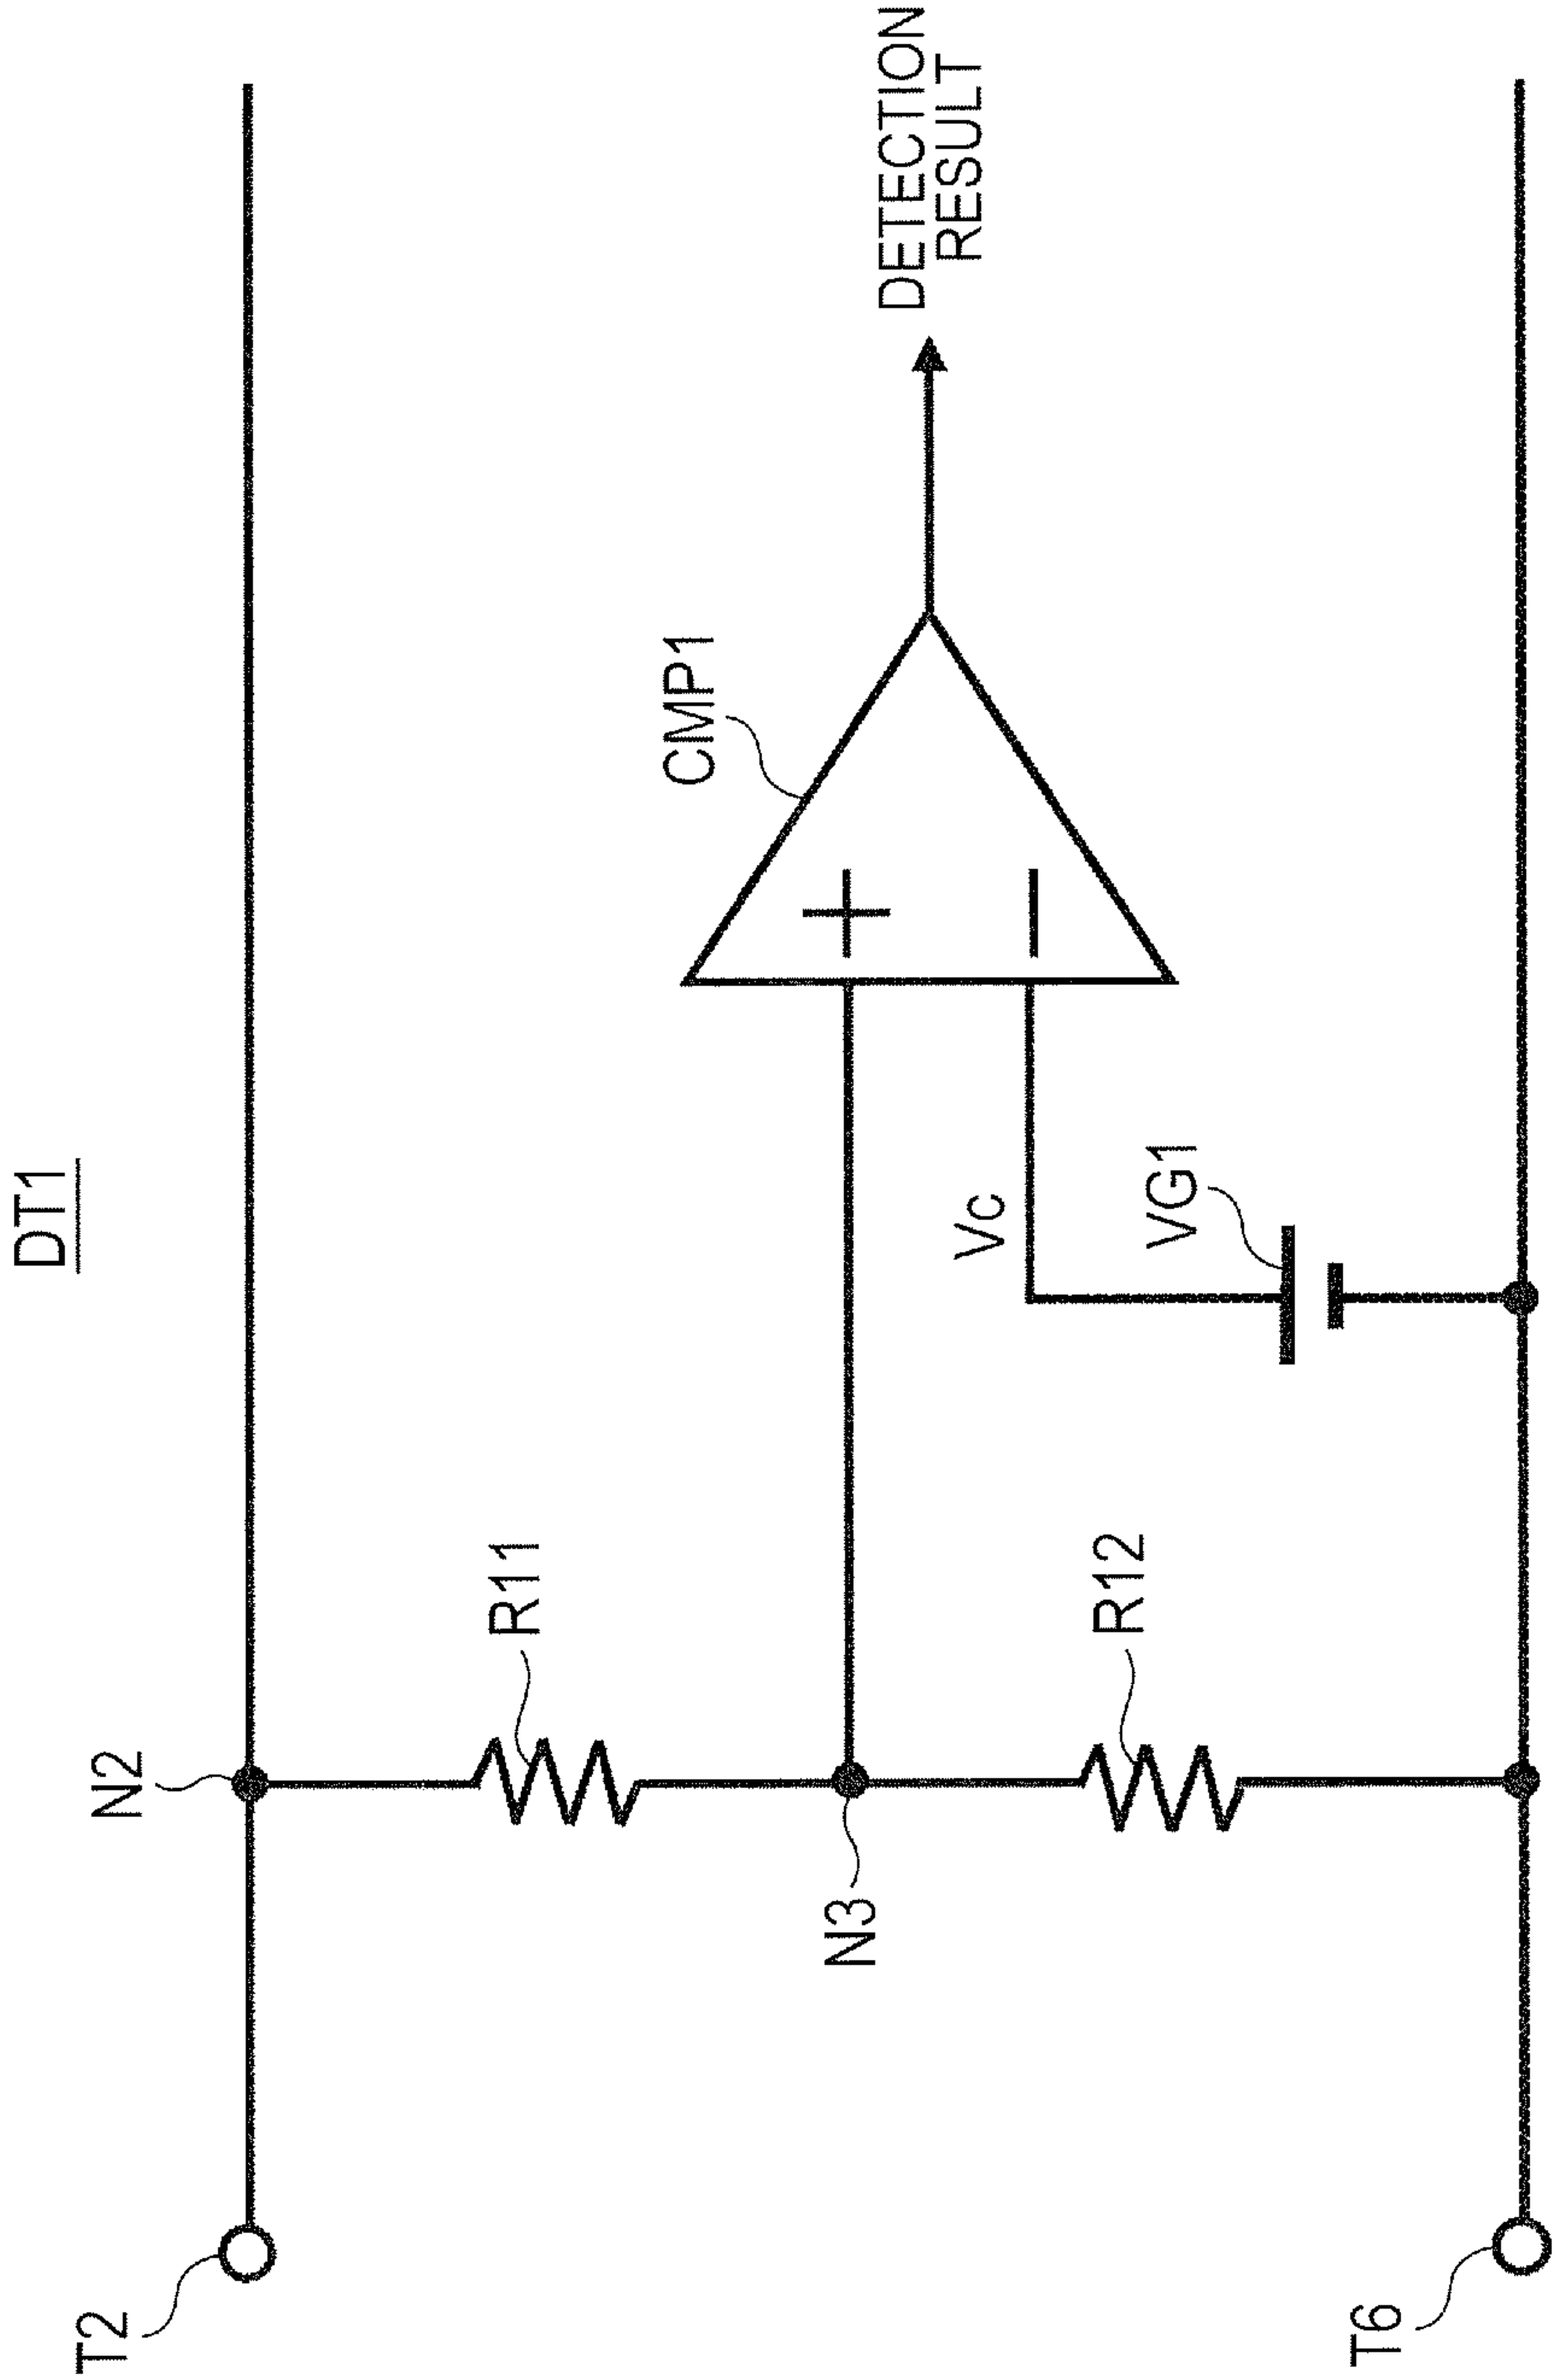 DT1
T2
N2
R11
N3
R12
CMP1
Vc
VG1
DETECTION
RESULT
T6
+
−